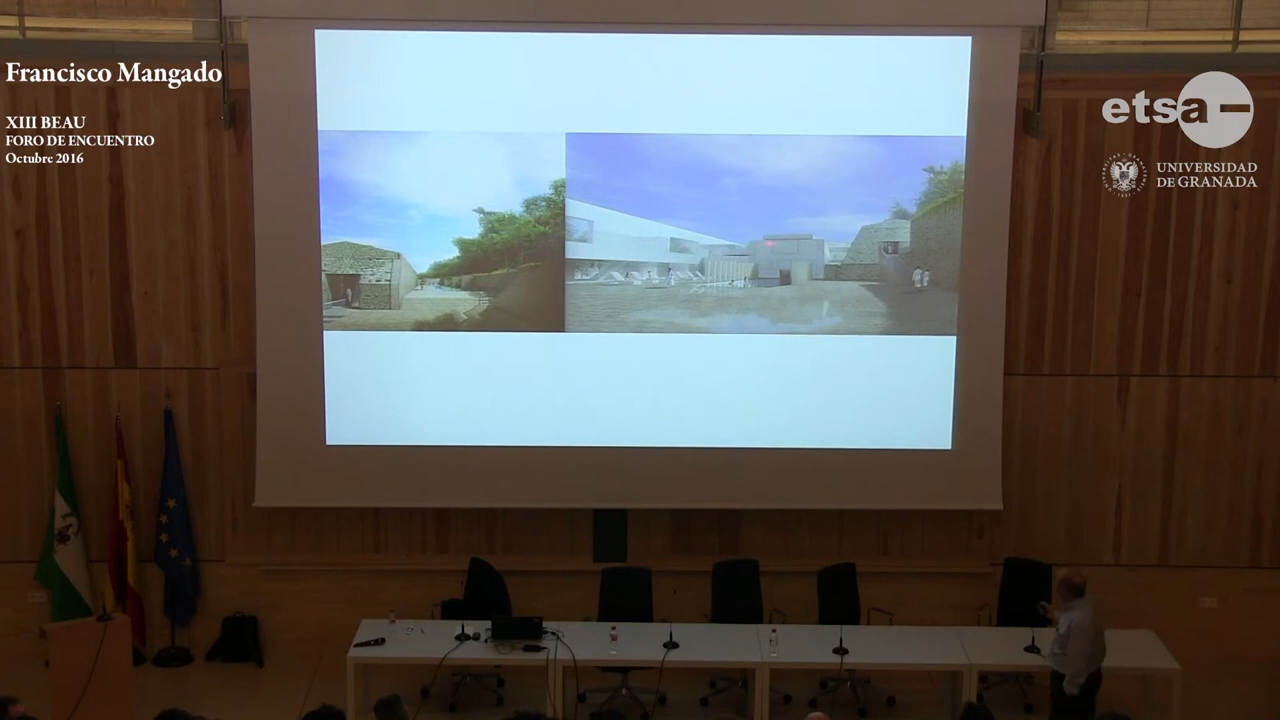 Francisco Mangado
XIII BEAU
FORO DE ENCUENTRO
Octubre 2016
etsa
UNIVERSIDAD
DE GRANADA